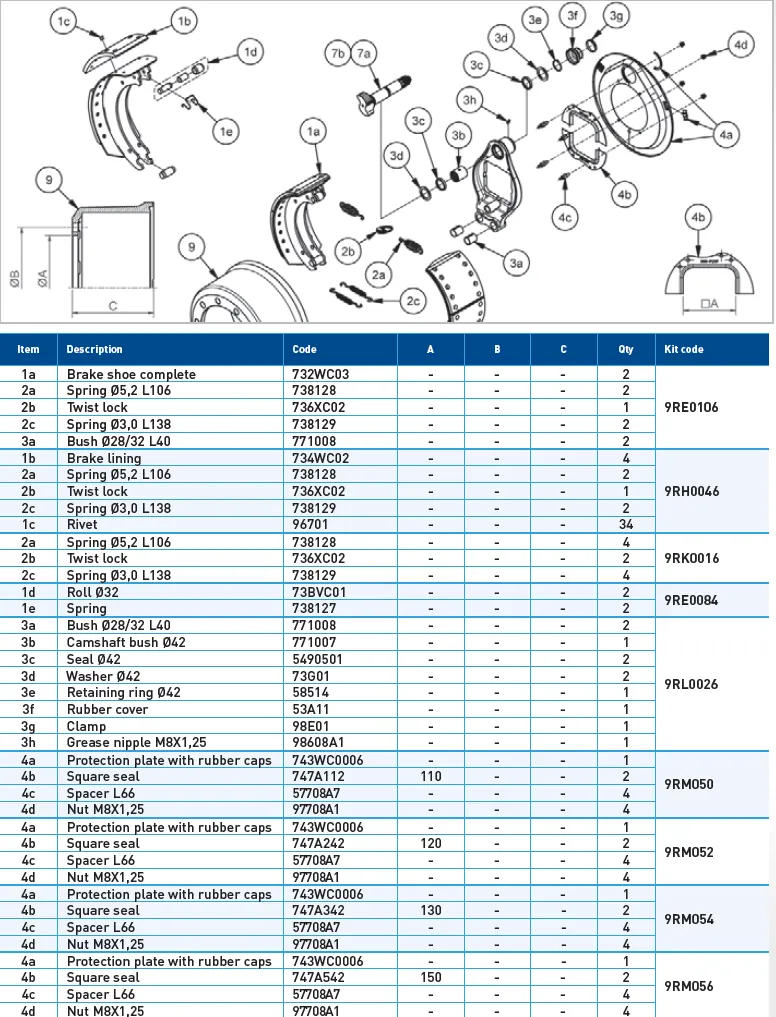 1c
1b
1d
1e
7b 7a
3e
3f
3g
3d
3c
4d
3h
3b
3c
3d
1a
4a
4b
4c
9
ØB
ØA
C
9
2b
2a
2c
3a
4b
□A
Item Description Code A B C Qty Kit code
1a Brake shoe complete 732WC03 - - - 2
2a Spring Ø5,2 L106 738128 - - - 2
2b Twist lock 736XC02 - - - 1 9RE0106
2c Spring Ø3,0 L138 738129 - - - 2
3a Bush Ø28/32 L40 771008 - - - 2
1b Brake lining 734WC02 - - - 4
2a Spring Ø5,2 L106 738128 - - - 2
2b Twist lock 736XC02 - - - 1 9RH0046
2c Spring Ø3,0 L138 738129 - - - 2
1c Rivet 96701 - - - 34
2a Spring Ø5,2 L106 738128 - - - 4
2b Twist lock 736XC02 - - - 2 9RK0016
2c Spring Ø3,0 L138 738129 - - - 4
1d Roll Ø32 73BVC01 - - - 2 9RE0084
1e Spring 738127 - - - 2
3a Bush Ø28/32 L40 771008 - - - 2
3b Camshaft bush Ø42 771007 - - - 1
3c Seal Ø42 5490501 - - - 2
3d Washer Ø42 73G01 - - - 2
3e Retaining ring Ø42 58514 - - - 1 9RL0026
3f Rubber cover 53A11 - - - 1
3g Clamp 98E01 - - - 1
3h Grease nipple M8X1,25 98608A1 - - - 1
4a Protection plate with rubber caps 743WC0006 - - - 1
4b Square seal 747A112 110 - - 2 9RM050
4c Spacer L66 57708A7 - - - 4
4d Nut M8X1,25 97708A1 - - - 4
4a Protection plate with rubber caps 743WC0006 - - - 1
4b Square seal 747A242 120 - - 2 9RM052
4c Spacer L66 57708A7 - - - 4
4d Nut M8X1,25 97708A1 - - - 4
4a Protection plate with rubber caps 743WC0006 - - - 1
4b Square seal 747A342 130 - - 2 9RM054
4c Spacer L66 57708A7 - - - 4
4d Nut M8X1,25 97708A1 - - - 4
4a Protection plate with rubber caps 743WC0006 - - - 1
4b Square seal 747A542 150 - - 2 9RM056
4c Spacer L66 57708A7 - - - 4
4d Nut M8X1,25 97708A1 - - - 4